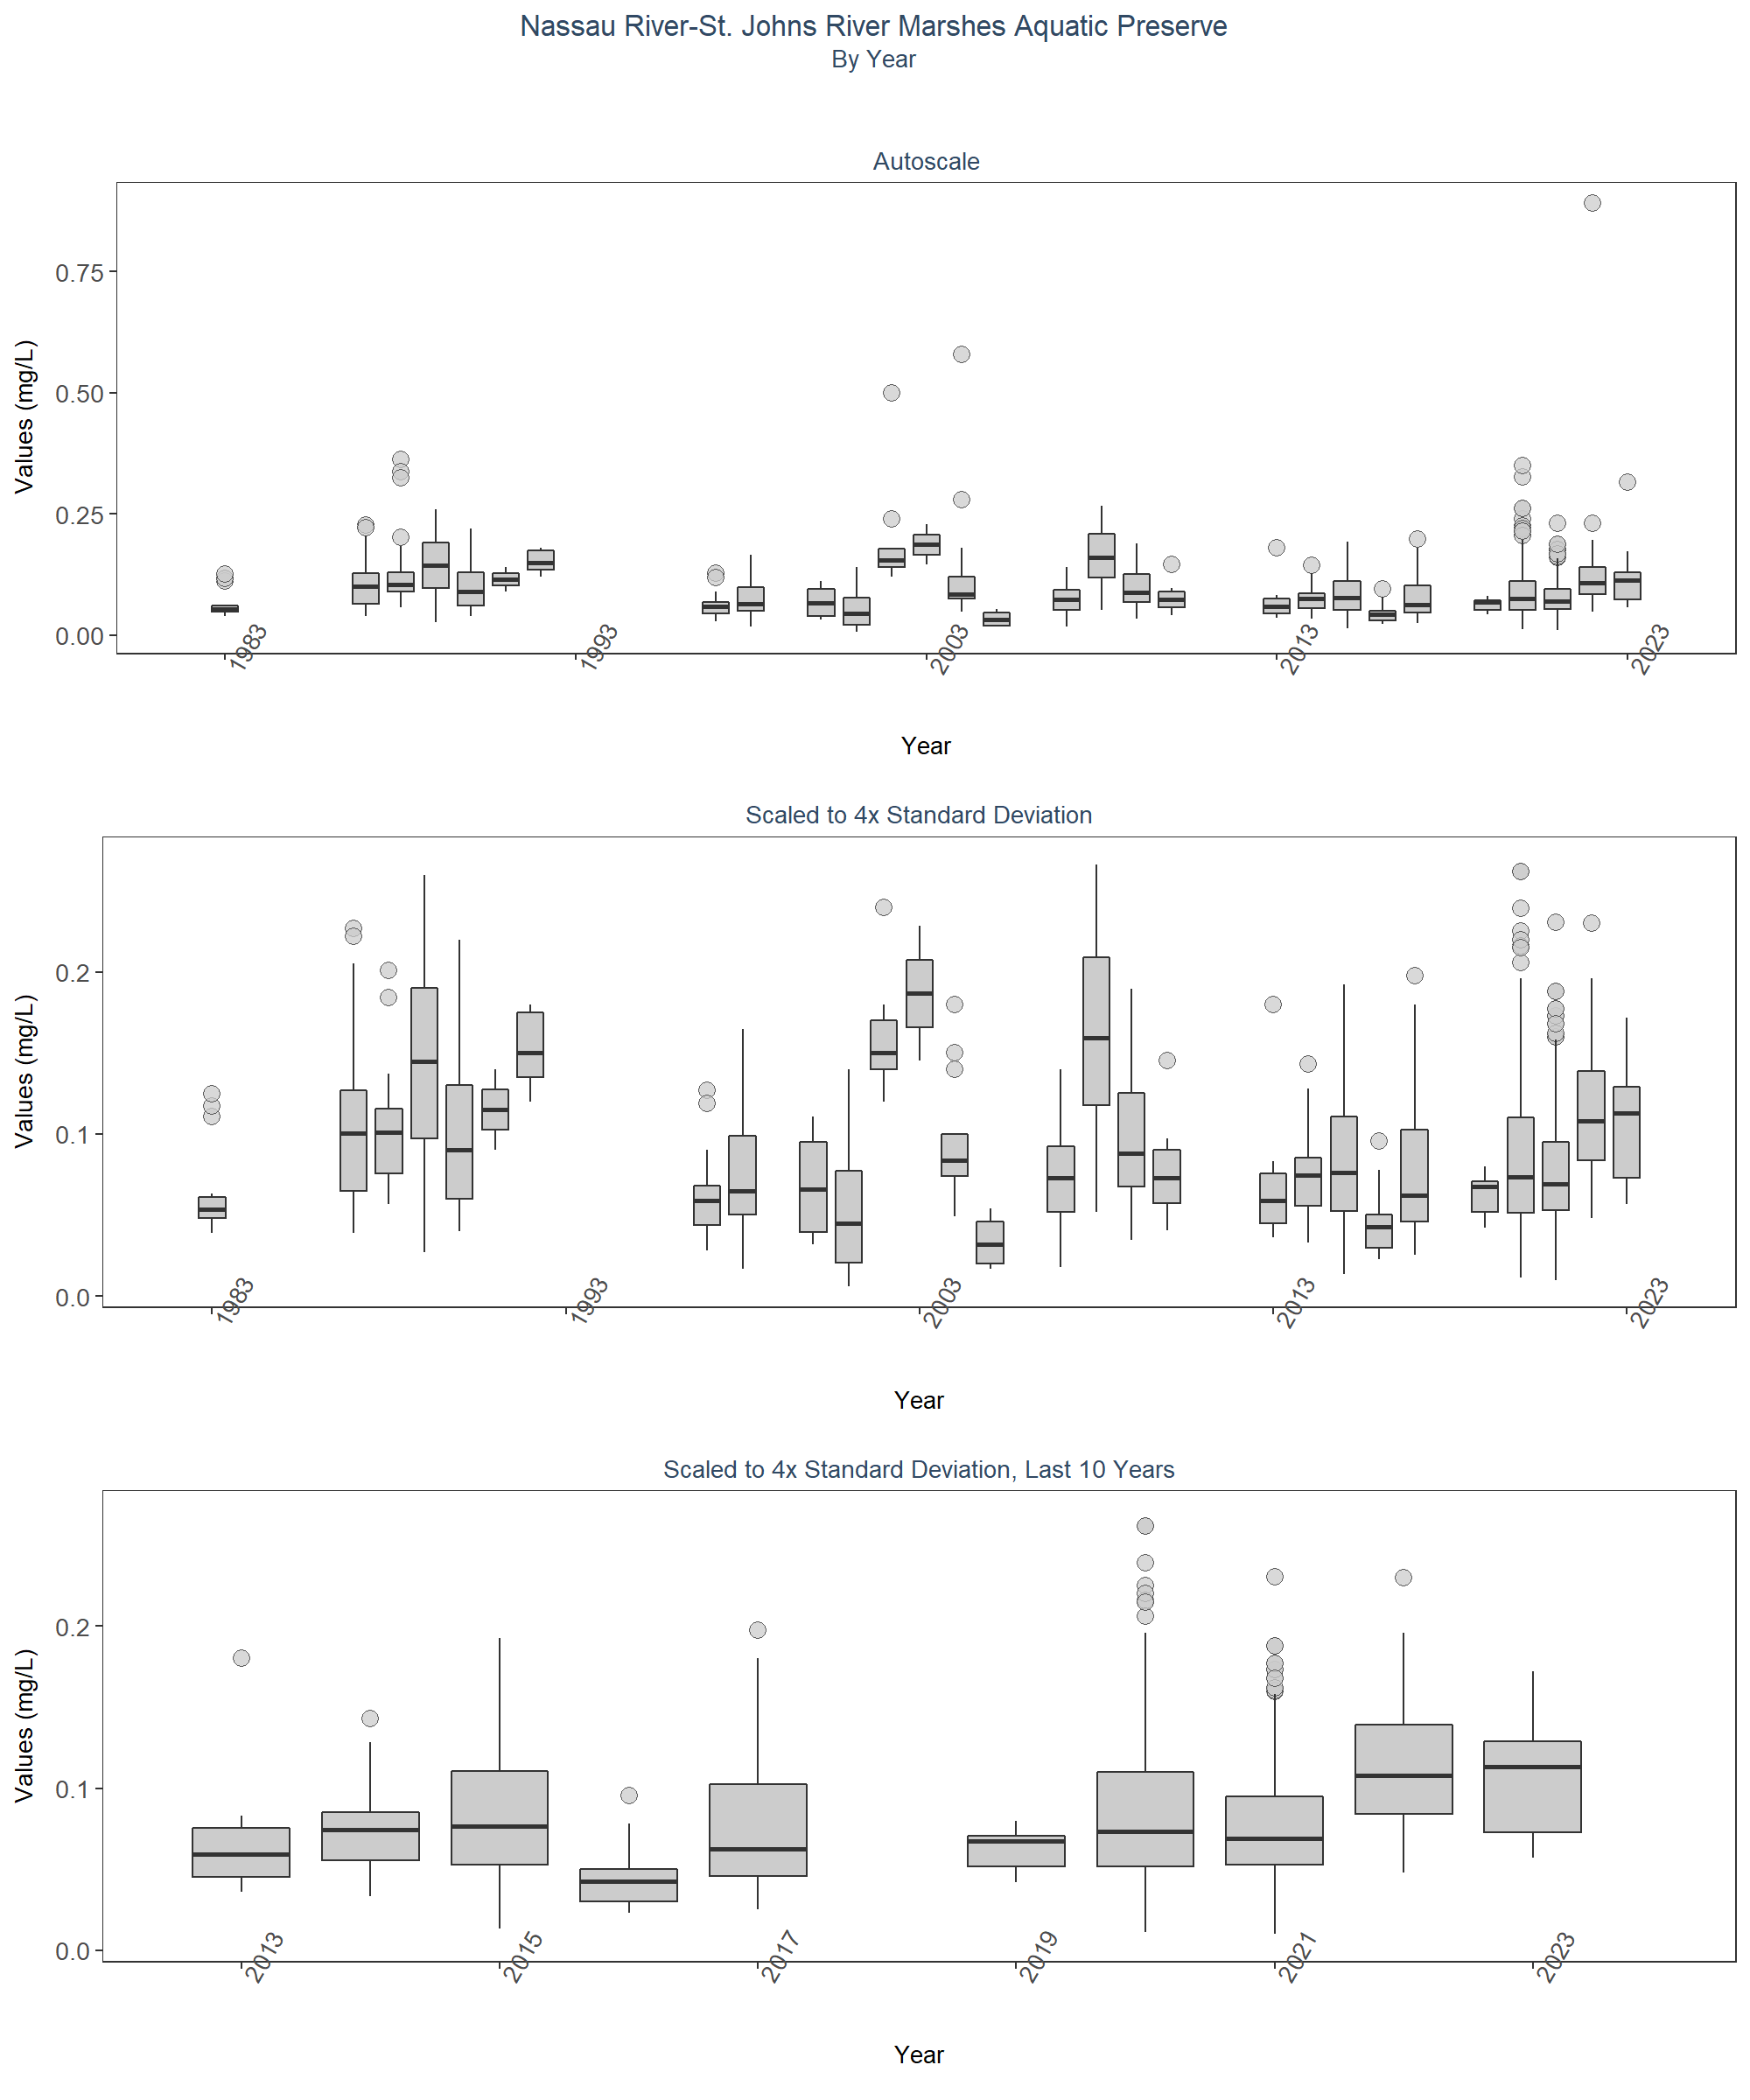 Nassau River-St. Johns River Marshes Aquatic Preserve
By Year
Autoscale
Values (mg/L)
0.75
0.50
0.25
0.00
1983
1993
2003
2013
2023
Year
Scaled to 4x Standard Deviation
Values (mg/L)
0.2
0.1
0.0
1983
1993
2003
2013
2023
Year
Scaled to 4x Standard Deviation, Last 10 Years
Values (mg/L)
0.2
0.1
0.0
2013
2015
2017
2019
2021
2023
Year